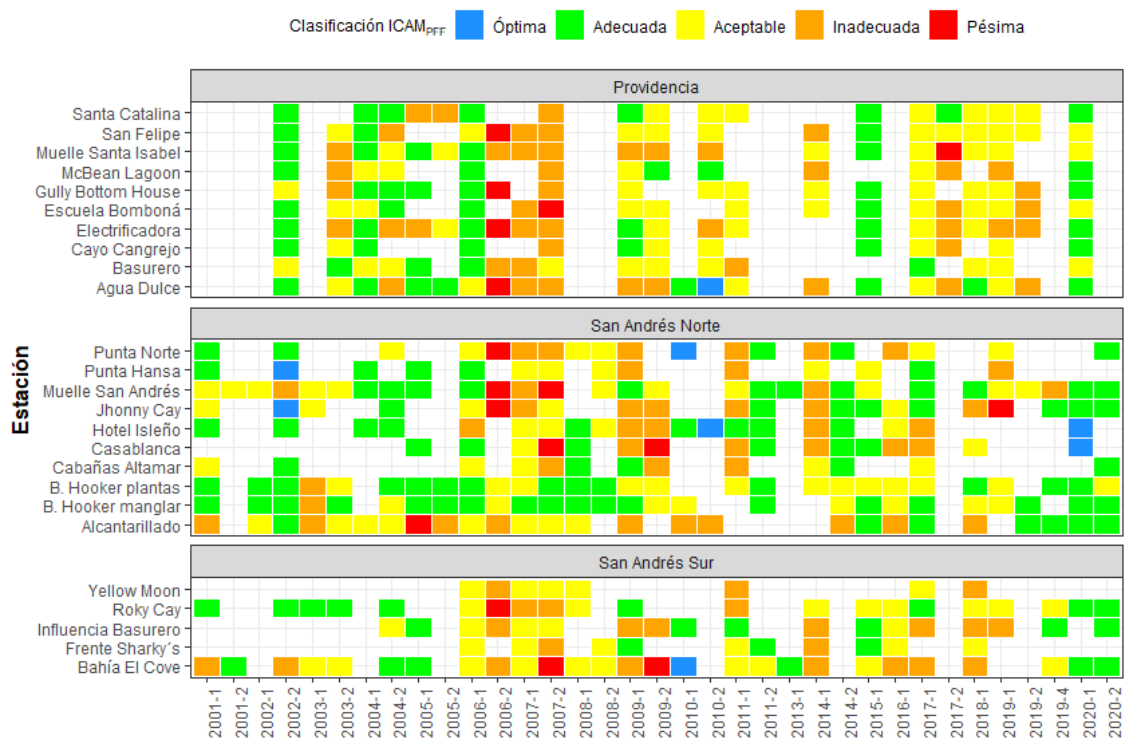 Clasificación ICAM_PFF Óptima Adecuada Aceptable Inadecuada Pésima
Providencia
Santa Catalina
San Felipe
Muelle Santa Isabel
McBean Lagoon
Gully Bottom House
Escuela Bomboná
Electrificadora
Cayo Cangrejo
Basurero
Agua Dulce
San Andrés Norte
Punta Norte
Punta Hansa
Muelle San Andrés
Jhonny Cay
Hotel Isleño
Casablanca
Cabañas Altamar
B. Hooker plantas
B. Hooker manglar
Alcantarillado
San Andrés Sur
Yellow Moon
Roky Cay
Influencia Basurero
Frente Sharky´s
Bahía El Cove
Estación
2001-1
2001-2
2002-1
2002-2
2003-1
2003-2
2004-1
2004-2
2005-1
2005-2
2006-1
2006-2
2007-1
2007-2
2008-1
2008-2
2009-1
2009-2
2010-1
2010-2
2011-1
2011-2
2013-1
2014-1
2014-2
2015-1
2016-1
2017-1
2017-2
2018-1
2019-1
2019-2
2019-4
2020-1
2020-2